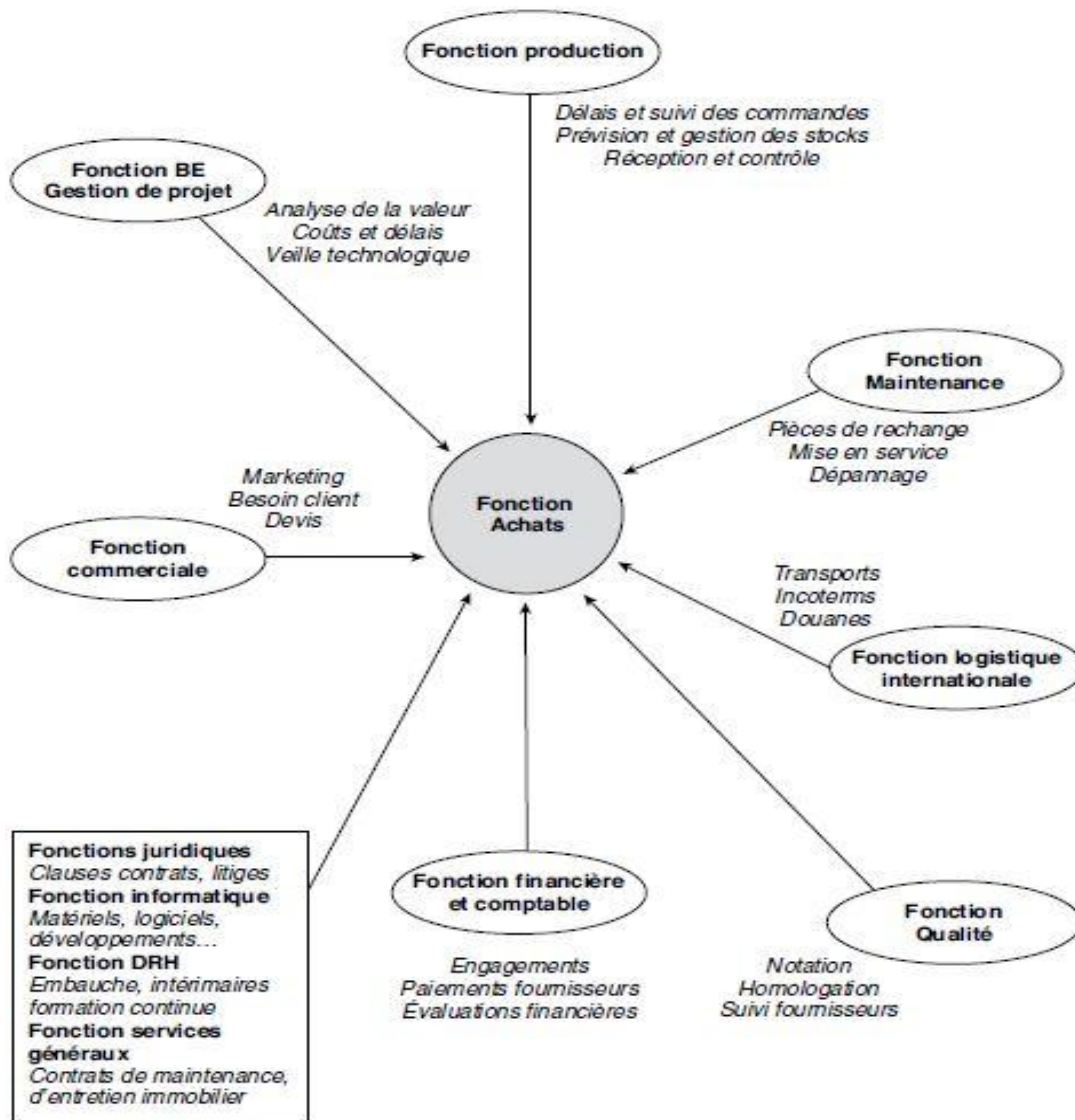 Fonction production
Délais et suivi des commandes
Prévision et gestion des stocks
Réception et contrôle
Fonction BE
Gestion de projet
Analyse de la valeur
Coûts et délais
Veille technologique
Fonction
Maintenance
Pièces de rechange
Mise en service
Dépannage
Marketing
Besoin client
Devis
Fonction
Achats
Fonction
commerciale
Transports
Incoterms
Douanes
Fonction logistique
internationale
Fonctions juridiques
Clauses contrats, litiges
Fonction informatique
Matériels, logiciels,
développements…
Fonction DRH
Embauche, intérimaires
formation continue
Fonction services
généraux
Contrats de maintenance,
d'entretien immobilier
Fonction financière
et comptable
Engagements
Paiements fournisseurs
Évaluations financières
Fonction
Qualité
Notation
Homologation
Suivi fournisseurs